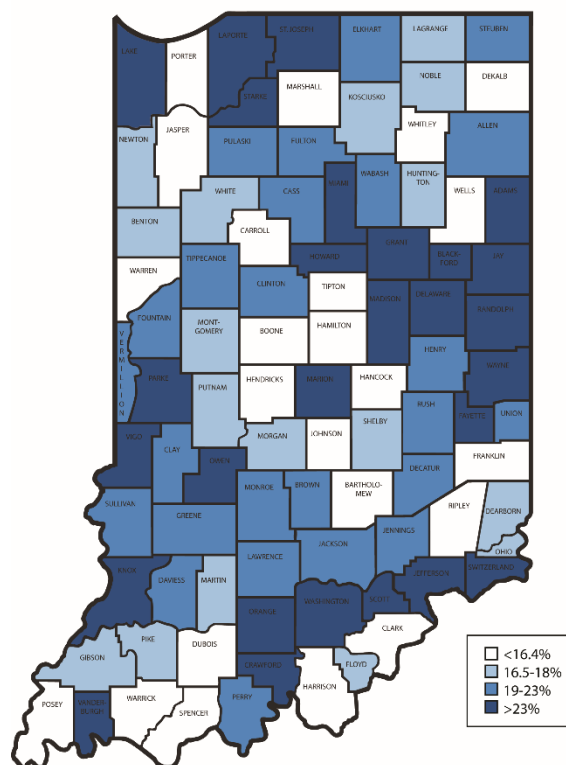 LAKE
PORTER
LAPORTE
ST. JOSEPH
ELKHART
LAGRANGE
STEUBEN
NOBLE
DEKALB
MARSHALL
STARKE
KOSCIUSKO
WHITLEY
ALLEN
NEWTON
JASPER
PULASKI
FULTON
WABASH
HUNTING-
TON
MIAMI
WELLS
ADAMS
WHITE
CASS
BENTON
CARROLL
HOWARD
GRANT
BLACK-
FORD
JAY
WARREN
TIPPECANOE
CLINTON
TIPTON
MADISON
DELAWARE
RANDOLPH
FOUNTAIN
MONT-
GOMERY
BOONE
HAMILTON
HENRY
WAYNE
VERMILLION
PARKE
PUTNAM
HENDRICKS
MARION
HANCOCK
RUSH
FAYETTE
UNION
VIGO
CLAY
OWEN
MORGAN
JOHNSON
SHELBY
FRANKLIN
DECATUR
SULLIVAN
GREENE
MONROE
BROWN
BARTHOLO-
MEW
RIPLEY
DEARBORN
OHIO
JENNINGS
JACKSON
LAWRENCE
KNOX
DAVIESS
MARTIN
ORANGE
WASHINGTON
SCOTT
JEFFERSON
SWITZERLAND
CLARK
GIBSON
PIKE
DUBOIS
CRAWFORD
FLOYD
HARRISON
POSEY
VANDER-
BURGH
WARRICK
SPENCER
PERRY
<16.4%
16.5-18%
19-23%
>23%